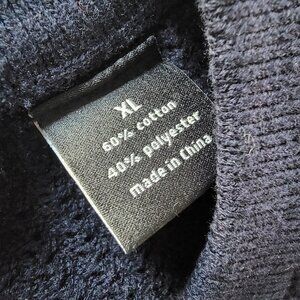 XL
60% cotton
40% polyester
made in China